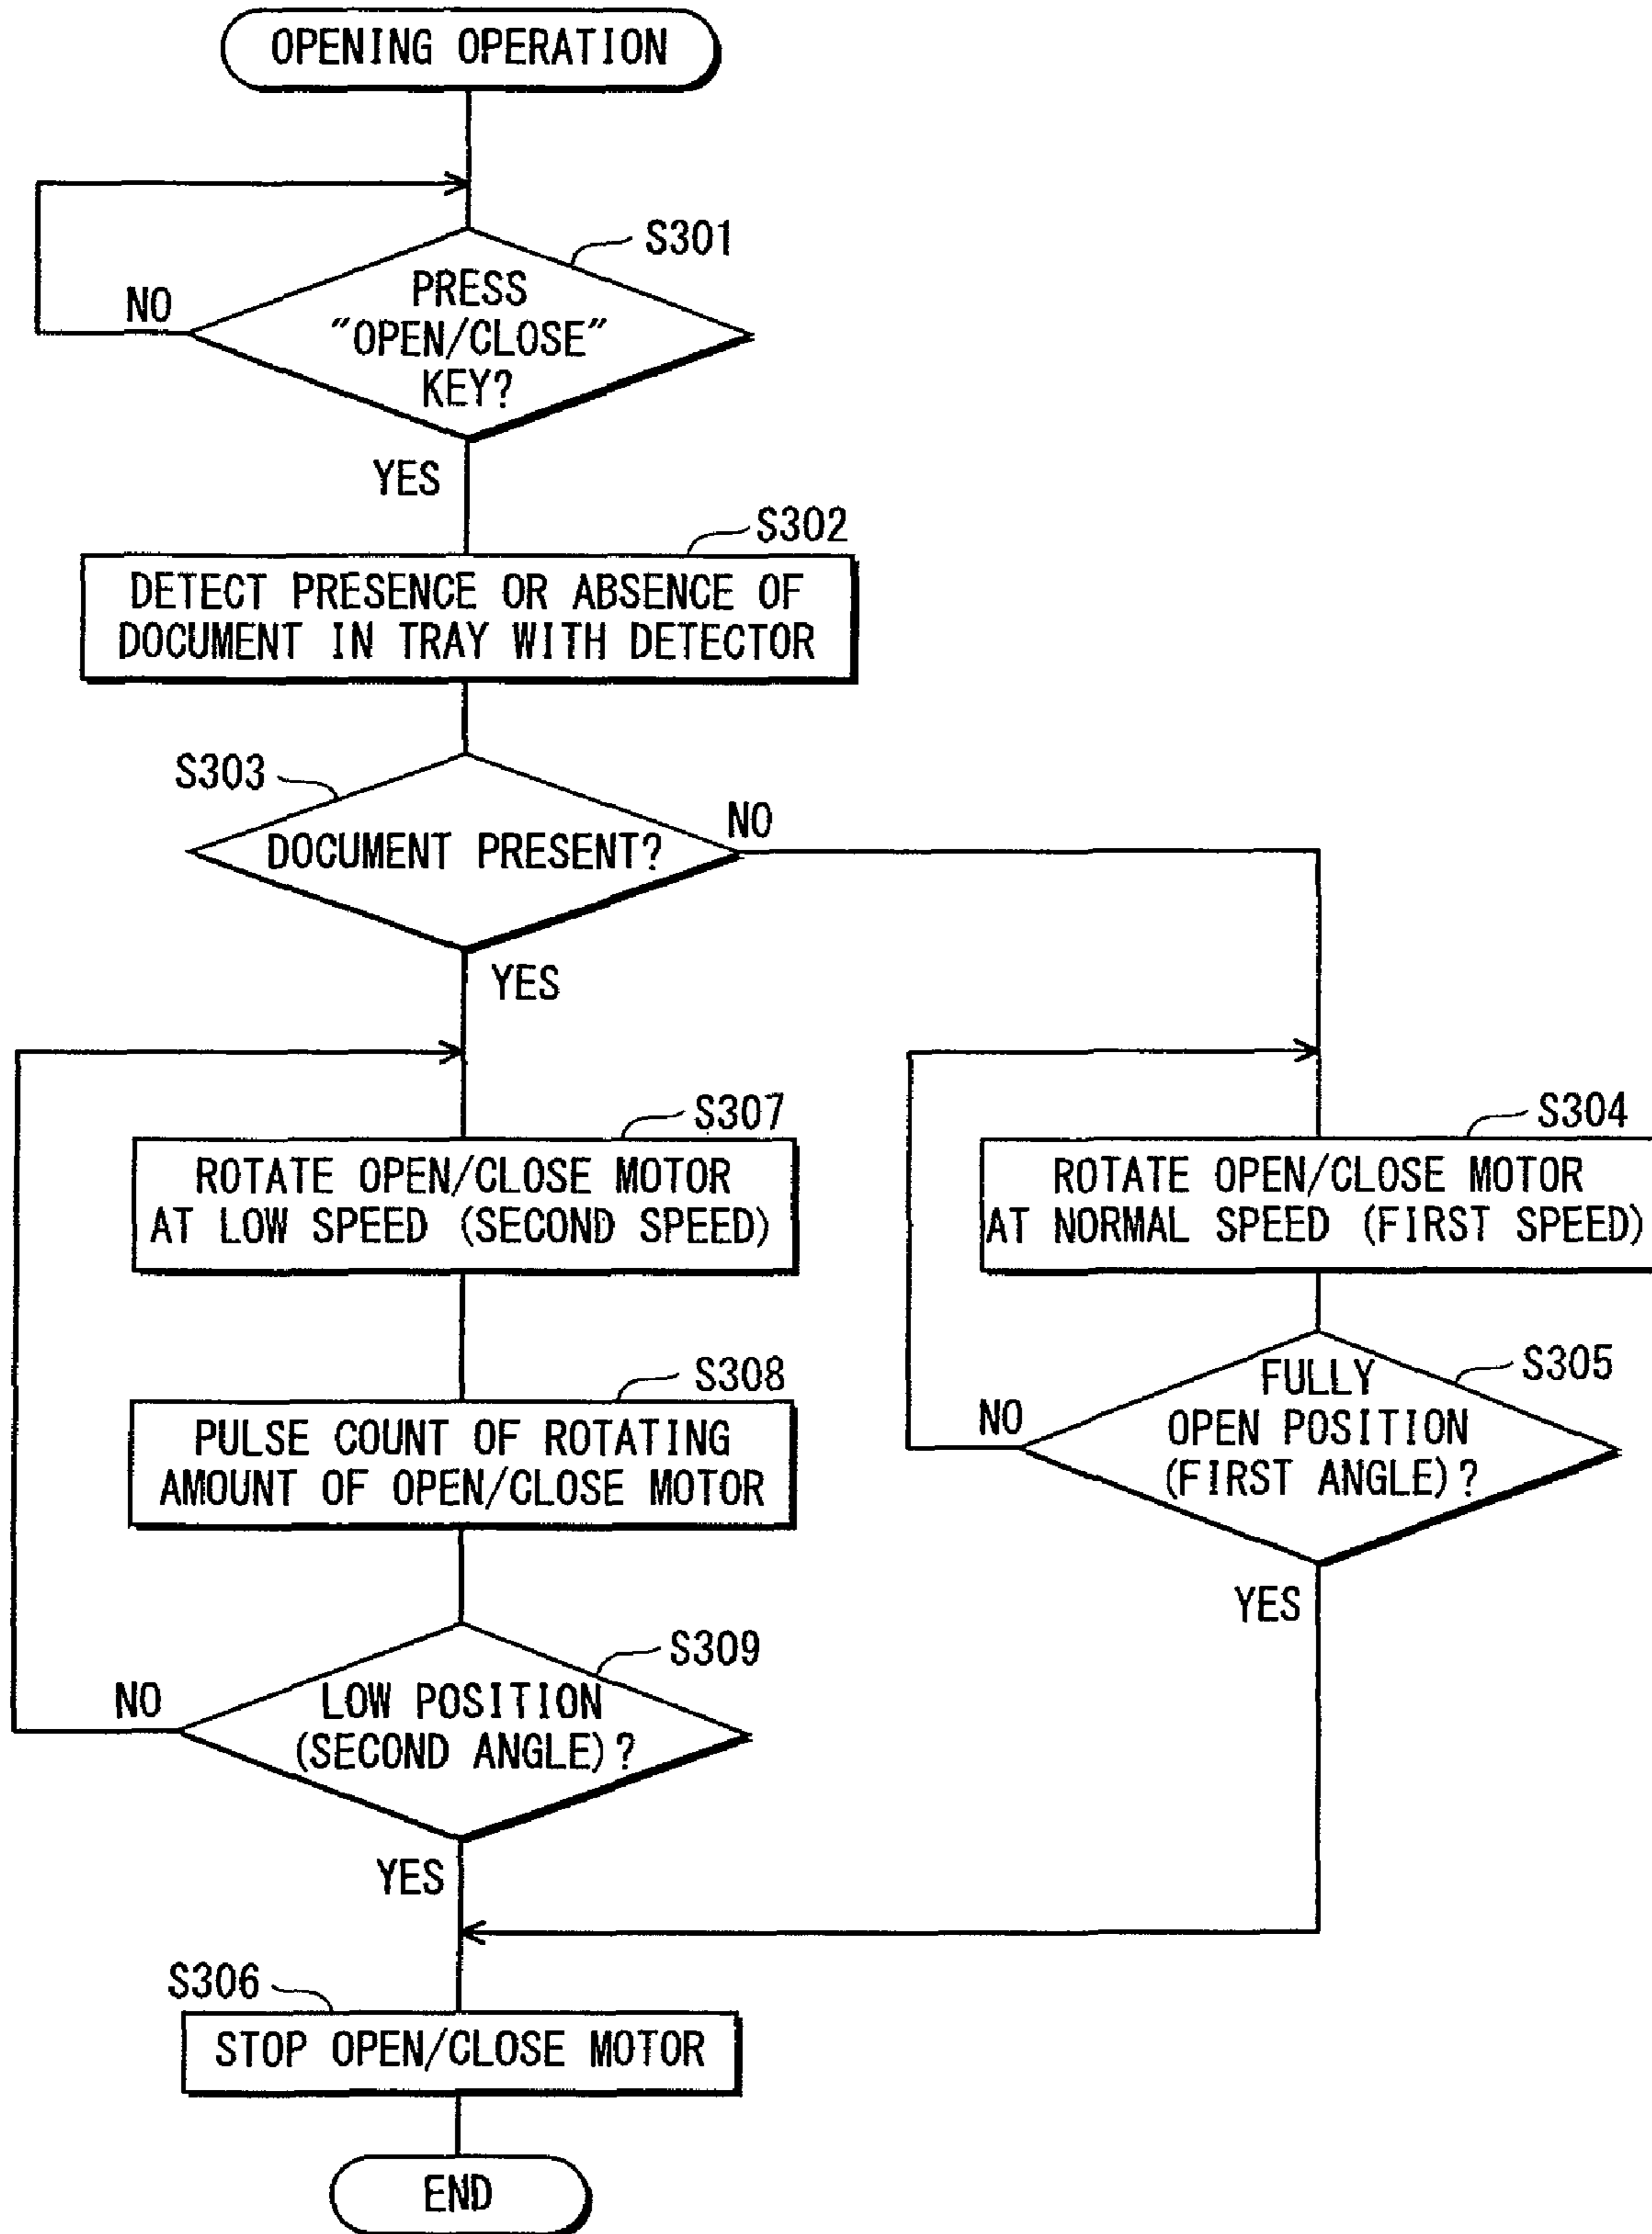 OPENING OPERATION
S301
NO
PRESS
"OPEN/CLOSE"
KEY?
YES
S302
DETECT PRESENCE OR ABSENCE OF
DOCUMENT IN TRAY WITH DETECTOR
S303
DOCUMENT PRESENT?
NO
YES
S307
ROTATE OPEN/CLOSE MOTOR
AT LOW SPEED (SECOND SPEED)
S304
ROTATE OPEN/CLOSE MOTOR
AT NORMAL SPEED (FIRST SPEED)
S308
PULSE COUNT OF ROTATING
AMOUNT OF OPEN/CLOSE MOTOR
S305
NO
FULLY
OPEN POSITION
(FIRST ANGLE)?
YES
S309
NO
LOW POSITION
(SECOND ANGLE)?
YES
S306
STOP OPEN/CLOSE MOTOR
END